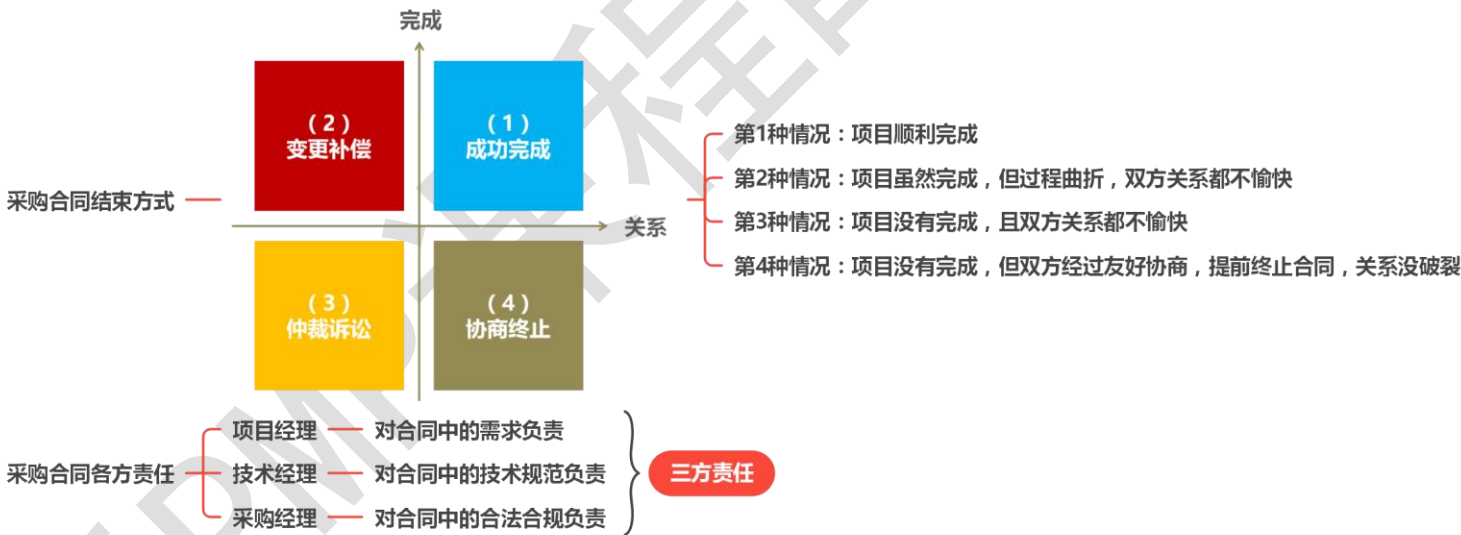 完成
（2）
变更补偿
（1）
成功完成
采购合同结束方式
关系
（3）
仲裁诉讼
（4）
协商终止
第1种情况：项目顺利完成
第2种情况：项目虽然完成，但过程曲折，双方关系都不愉快
第3种情况：项目没有完成，且双方关系都不愉快
第4种情况：项目没有完成，但双方经过友好协商，提前终止合同，关系没破裂
采购合同各方责任
项目经理
对合同中的需求负责
技术经理
对合同中的技术规范负责
采购经理
对合同中的合法合规负责
三方责任